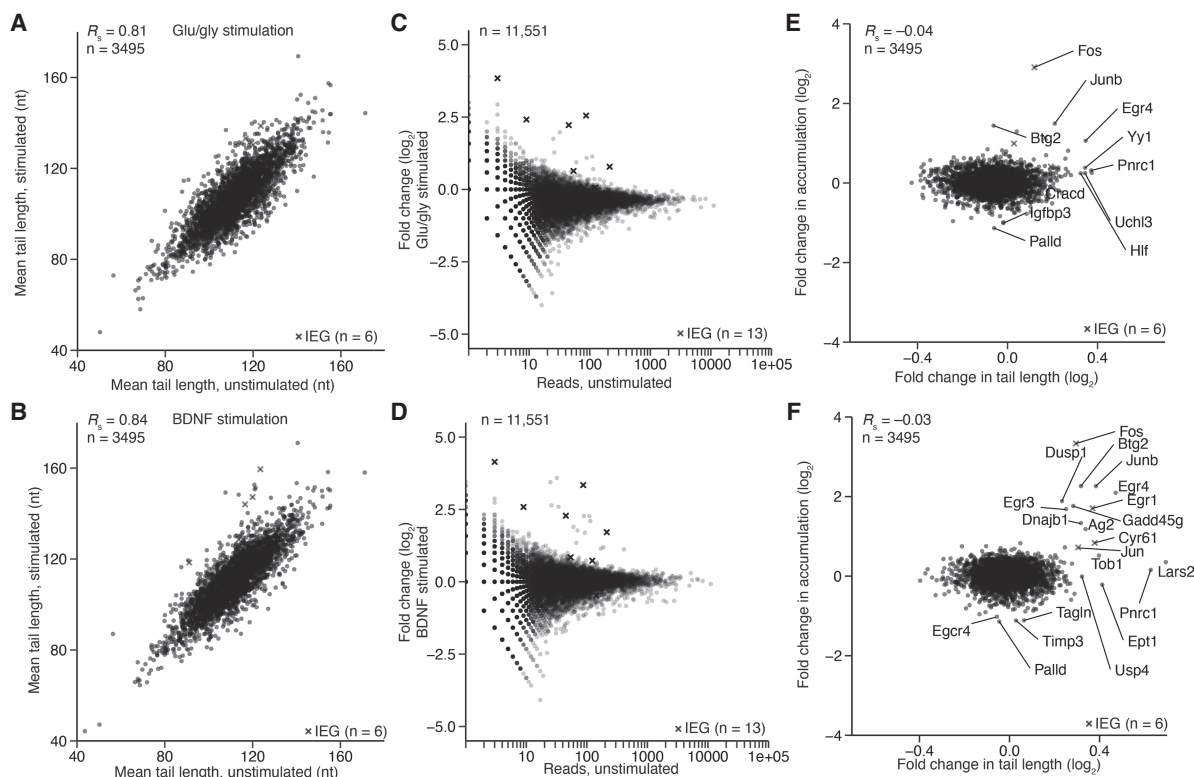 A
Rs = 0.81
n = 3495
Glu/gly stimulation
Mean tail length, stimulated (nt)
160
120
80
40
40
80
120
160
IEG (n = 6)
Mean tail length, unstimulated (nt)
C
n = 11,551
Fold change (log2)
Glu/gly stimulated
5.0
2.5
0.0
−2.5
−5.0
IEG (n = 13)
10
100
1000
10000
1e+05
Reads, unstimulated
E
Rs = −0.04
n = 3495
Fold change in accumulation (log2)
4
2
0
−2
−4
Fos
Junb
Egr4
Btg2
Yy1
Pnrc1
Cracd
Igfbp3
Uchl3
Palld
Hlf
IEG (n = 6)
−0.4
0.0
0.4
Fold change in tail length (log2)
B
Rs = 0.84
n = 3495
BDNF stimulation
Mean tail length, stimulated (nt)
160
120
80
40
40
80
120
160
IEG (n = 6)
Mean tail length, unstimulated (nt)
D
n = 11,551
Fold change (log2)
BDNF stimulated
5.0
2.5
0.0
−2.5
−5.0
IEG (n = 13)
10
100
1000
10000
1e+05
Reads, unstimulated
F
Rs = −0.03
n = 3495
Fold change in accumulation (log2)
4
2
0
−2
−4
Fos
Btg2
Dusp1
Junb
Egr4
Egr3
Egr1
Dnajb1
Ag2
Gadd45g
Cyr61
Jun
Tob1
Lars2
Tagln
Pnrc1
Egcr4
Timp3
Ept1
Palld
Usp4
IEG (n = 6)
−0.4
0.0
0.4
Fold change in tail length (log2)